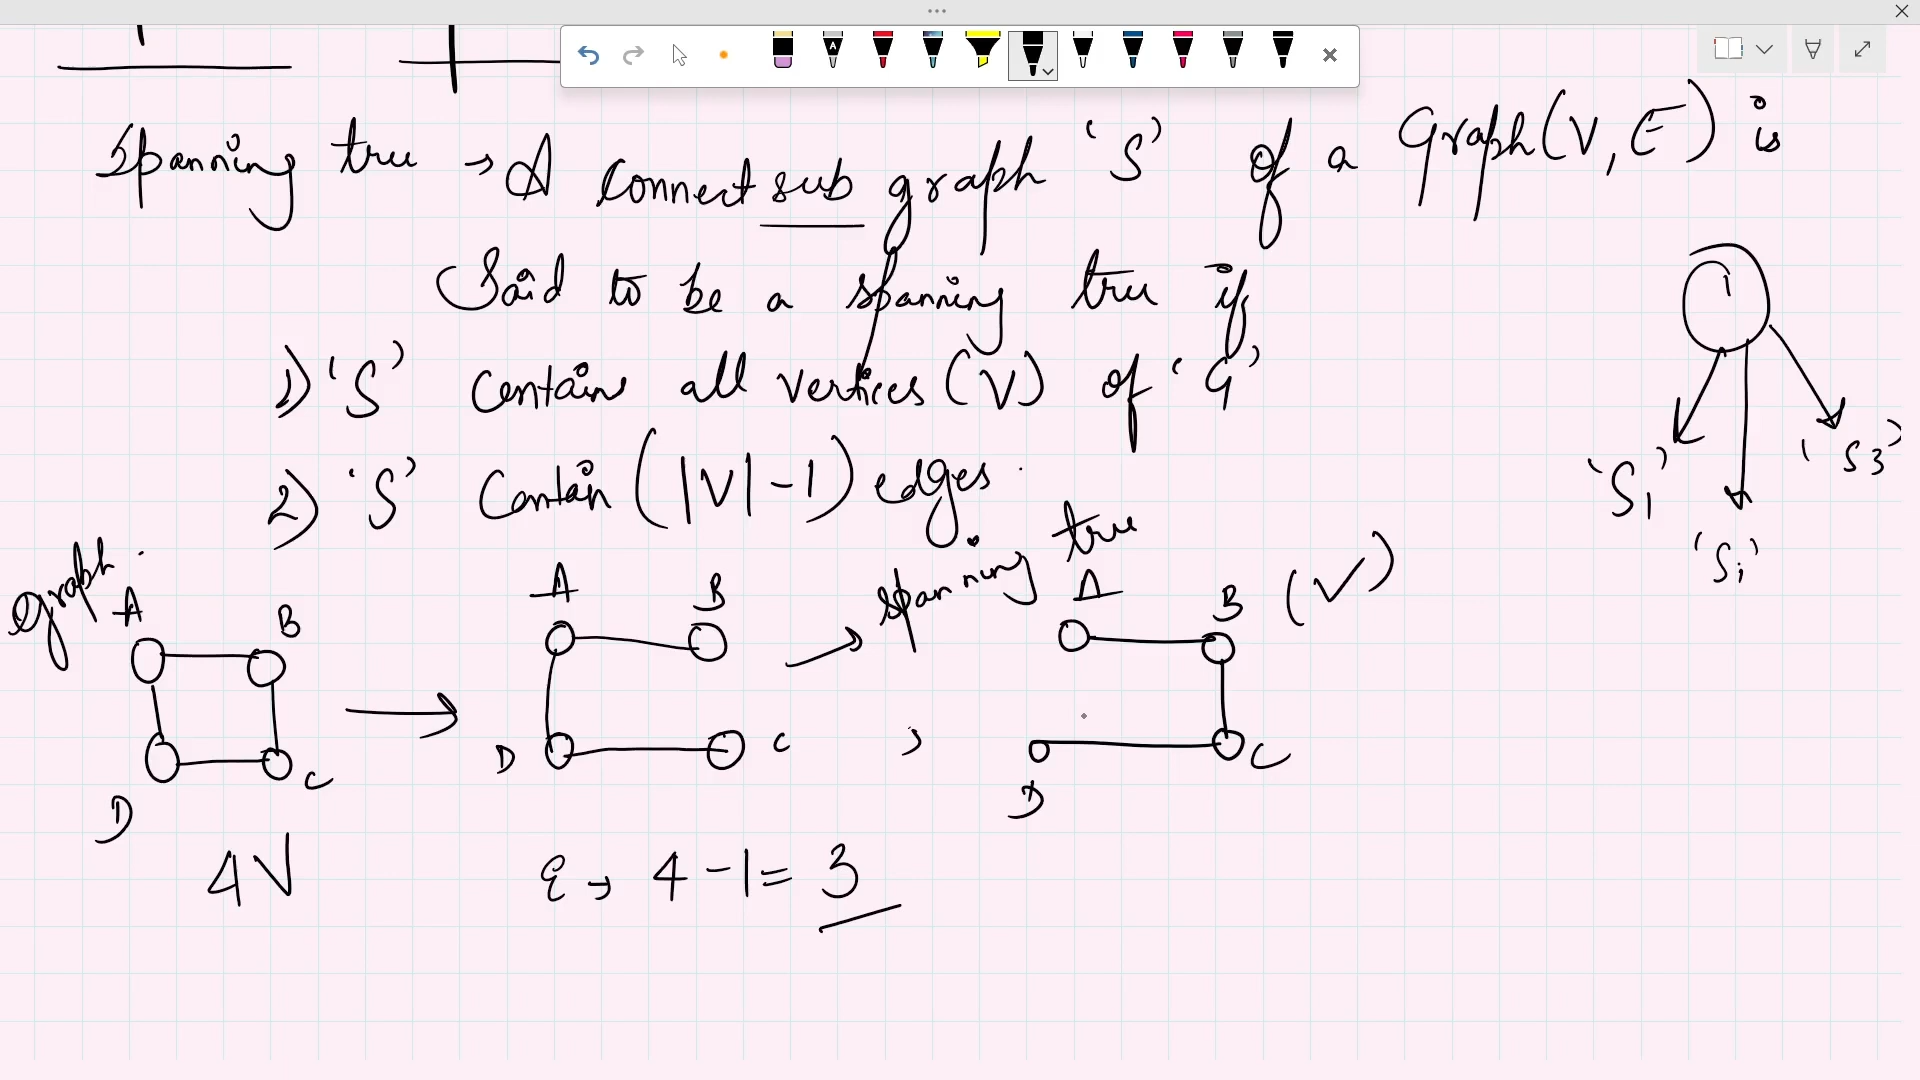 Spanning tree → A connect sub graph 'S' of a Graph(V, E) is
Said to be a spanning tree if
1) 'S' Contains all vertices (V) of 'G'
2) 'S' Contain (|V| -1) edges.
1
'S1' 'Si' 'S3'
graph.
A B C D
A B C D
→ spanning tree
,
A B C D (✓)
4V
e → 4 - 1 = 3